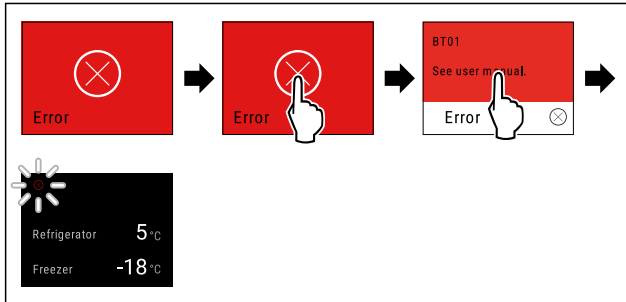 Error
Error
BT01
See user manual.
Error
Refrigerator 5 °C
Freezer -18 °C